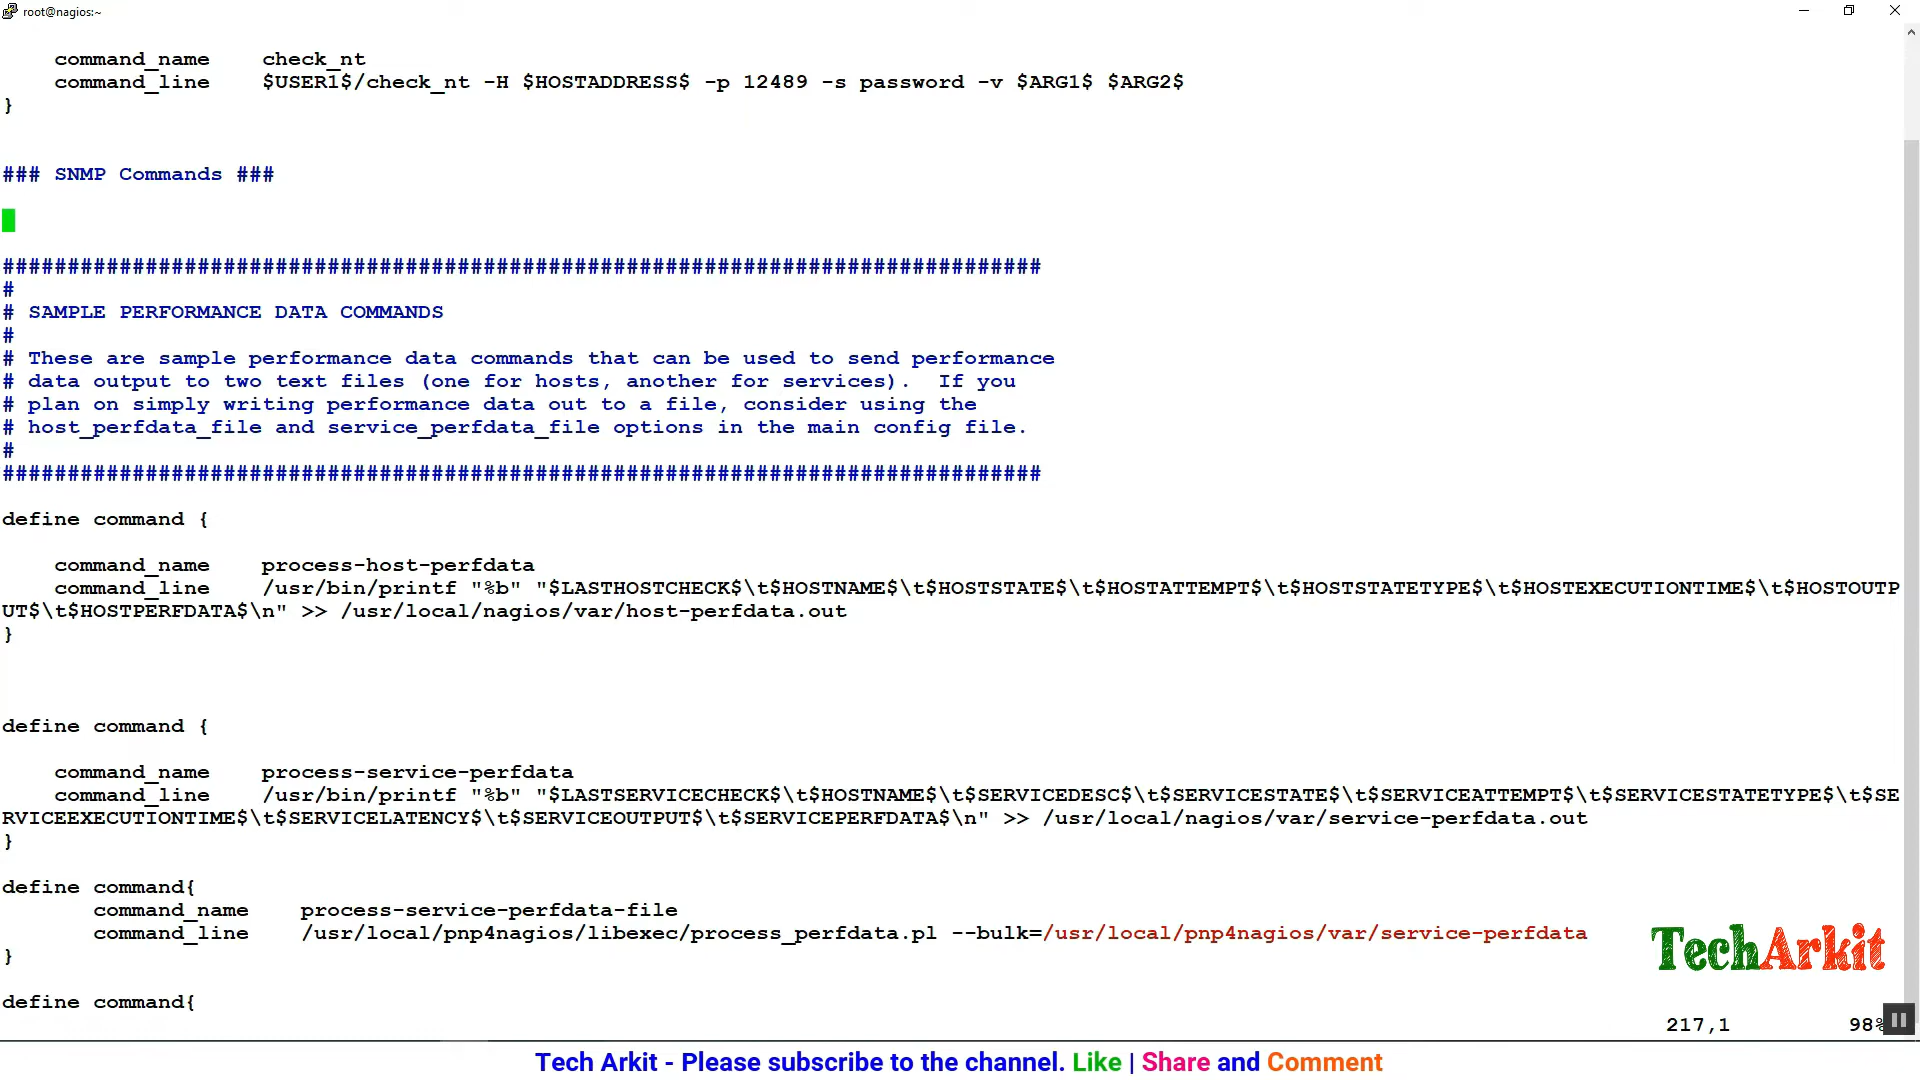 root@nagios:~
command_name    check_nt
command_line    $USER1$/check_nt -H $HOSTADDRESS$ -p 12489 -s password -v $ARG1$ $ARG2$
}
### SNMP Commands ###
################################################################################
#
# SAMPLE PERFORMANCE DATA COMMANDS
#
# These are sample performance data commands that can be used to send performance
# data output to two text files (one for hosts, another for services).  If you
# plan on simply writing performance data out to a file, consider using the
# host_perfdata_file and service_perfdata_file options in the main config file.
#
################################################################################
define command {
command_name    process-host-perfdata
command_line    /usr/bin/printf "%b" "$LASTHOSTCHECK$\t$HOSTNAME$\t$HOSTSTATE$\t$HOSTATTEMPT$\t$HOSTSTATETYPE$\t$HOSTEXECUTIONTIME$\t$HOSTOUTP
UT$\t$HOSTPERFDATA$\n" >> /usr/local/nagios/var/host-perfdata.out
}
define command {
command_name    process-service-perfdata
command_line    /usr/bin/printf "%b" "$LASTSERVICECHECK$\t$HOSTNAME$\t$SERVICEDESC$\t$SERVICESTATE$\t$SERVICEATTEMPT$\t$SERVICESTATETYPE$\t$SE
RVICEEXECUTIONTIME$\t$SERVICELATENCY$\t$SERVICEOUTPUT$\t$SERVICEPERFDATA$\n" >> /usr/local/nagios/var/service-perfdata.out
}
define command{
command_name    process-service-perfdata-file
command_line    /usr/local/pnp4nagios/libexec/process_perfdata.pl --bulk=/usr/local/pnp4nagios/var/service-perfdata
}
TechArkit
define command{
217,1    98%
Tech Arkit - Please subscribe to the channel. Like | Share and Comment